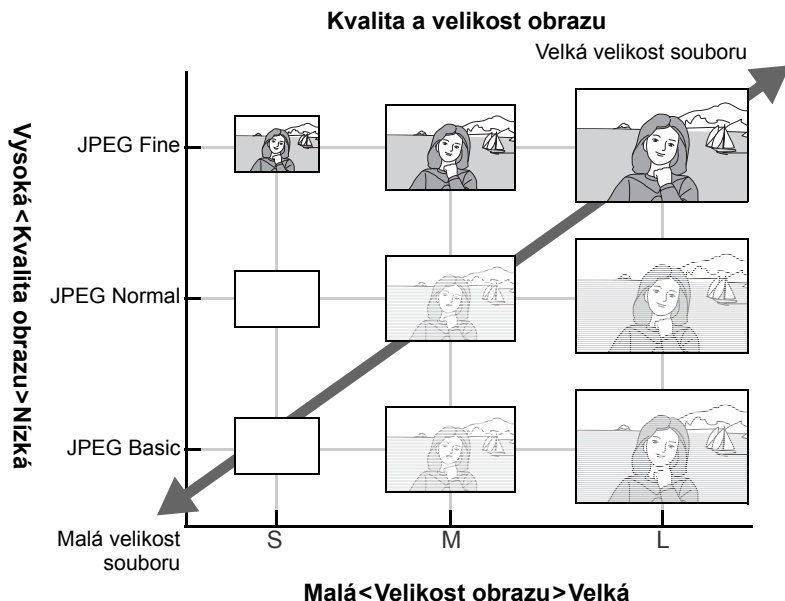 Kvalita a velikost obrazu
Velká velikost souboru
Vysoká<Kvalita obrazu>Nízká
JPEG Fine
JPEG Normal
JPEG Basic
Malá velikost
souboru
S
M
L
Malá<Velikost obrazu>Velká